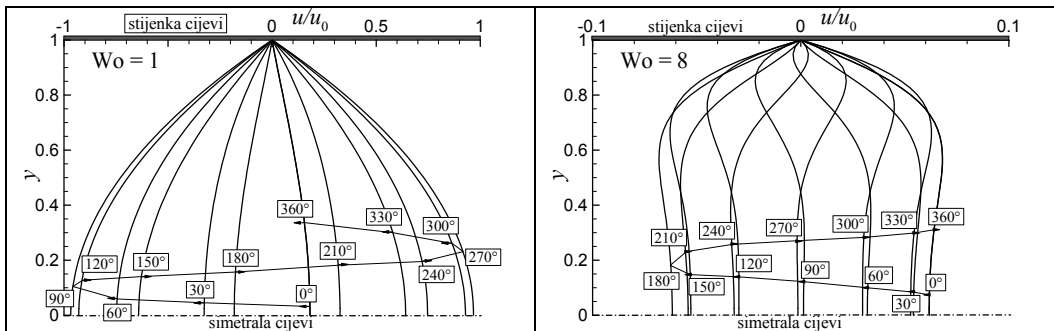 -1 stijenka cijevi 0 u/u₀ 0.5 1
1
Wo = 1
0.8
0.6
y
0.4
360° 330° 300°
0.2
120° 150° 180° 210° 240° 270°
90° 60° 30° 0°
0
simetrala cijevi
-0.1 stijenka cijevi 0 u/u₀ 0.1
1
Wo = 8
0.8
0.6
y
0.4
210° 240° 270° 300° 330° 360°
0.2
180° 150° 120° 90° 60° 30° 0°
0
simetrala cijevi